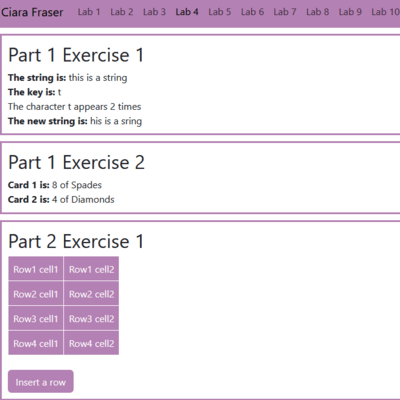 Ciara Fraser Lab 1 Lab 2 Lab 3 Lab 4 Lab 5 Lab 6 Lab 7 Lab 8 Lab 9 Lab 10
Part 1 Exercise 1
The string is: this is a string
The key is: t
The character t appears 2 times
The new string is: his is a sring
Part 1 Exercise 2
Card 1 is: 8 of Spades
Card 2 is: 4 of Diamonds
Part 2 Exercise 1
Row1 cell1 Row1 cell2
Row2 cell1 Row2 cell2
Row3 cell1 Row3 cell2
Row4 cell1 Row4 cell2
Insert a row